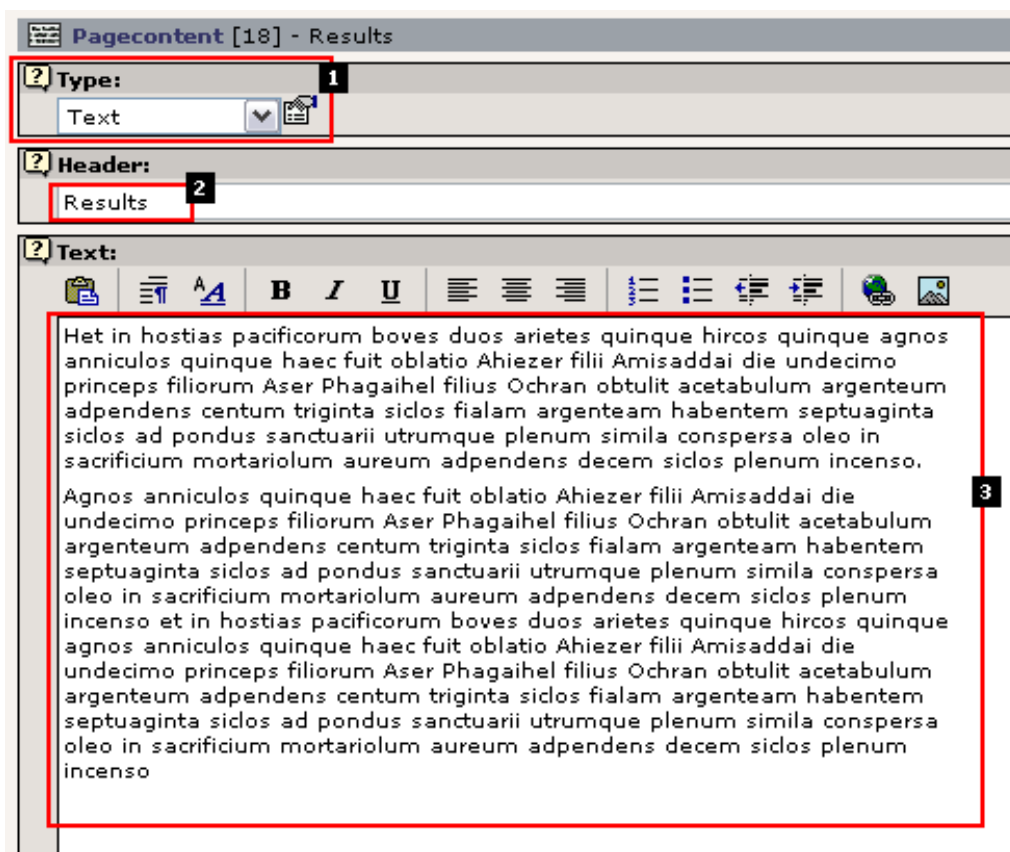 Pagecontent [18] - Results
Type:
1
Text
Header:
2
Results
Text:
B I U
Het in hostias pacificorum boves duos arietes quinque hircos quinque agnos
anniculos quinque haec fuit oblatio Ahiezer filii Amisaddai die undecimo
princeps filiorum Aser Phagaihel filius Ochran obtulit acetabulum argenteum
adpendens centum triginta siclos fialam argenteam habentem septuaginta
siclos ad pondus sanctuarii utrumque plenum simila conspersa oleo in
sacrificium mortariolum aureum adpendens decem siclos plenum incenso.
3
Agnos anniculos quinque haec fuit oblatio Ahiezer filii Amisaddai die
undecimo princeps filiorum Aser Phagaihel filius Ochran obtulit acetabulum
argenteum adpendens centum triginta siclos fialam argenteam habentem
septuaginta siclos ad pondus sanctuarii utrumque plenum simila conspersa
oleo in sacrificium mortariolum aureum adpendens decem siclos plenum
incenso et in hostias pacificorum boves duos arietes quinque hircos quinque
agnos anniculos quinque haec fuit oblatio Ahiezer filii Amisaddai die
undecimo princeps filiorum Aser Phagaihel filius Ochran obtulit acetabulum
argenteum adpendens centum triginta siclos fialam argenteam habentem
septuaginta siclos ad pondus sanctuarii utrumque plenum simila conspersa
oleo in sacrificium mortariolum aureum adpendens decem siclos plenum
incenso